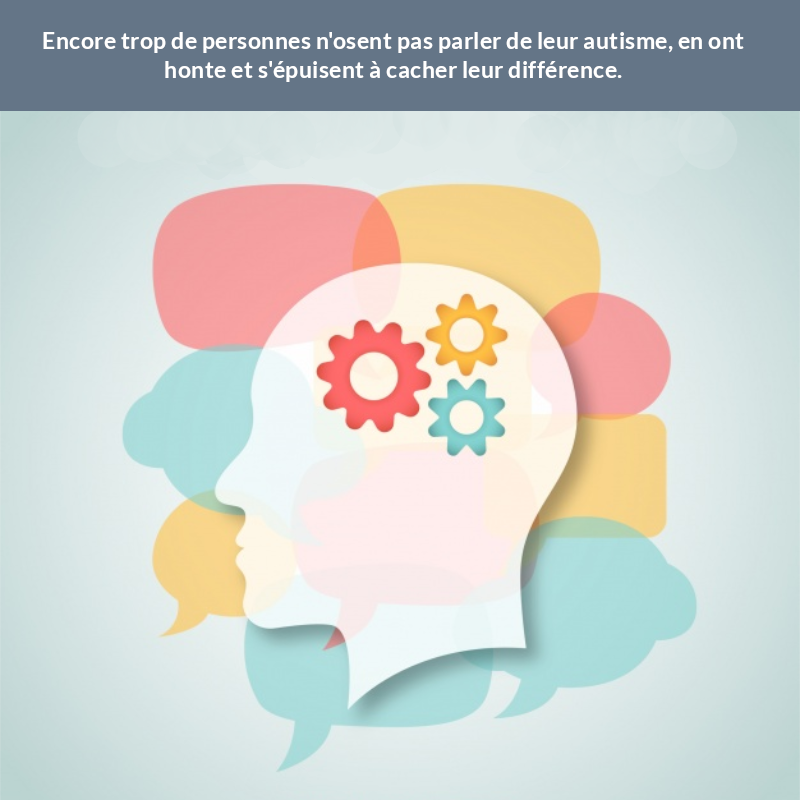 Encore trop de personnes n'osent pas parler de leur autisme, en ont
honte et s'épuisent à cacher leur différence.